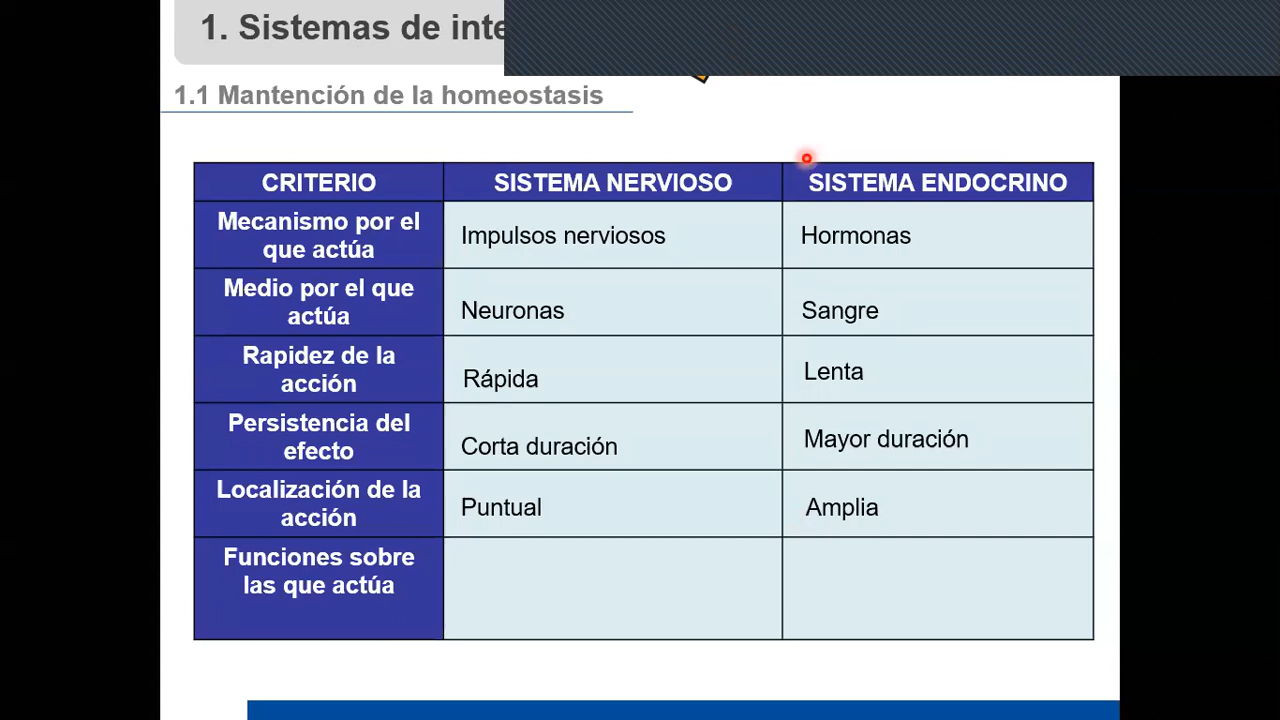 1. Sistemas de
1.1 Mantención de la homeostasis
CRITERIO SISTEMA NERVIOSO SISTEMA ENDOCRINO
Mecanismo por el
que actúa
Impulsos nerviosos
Hormonas
Medio por el que
actúa
Neuronas
Sangre
Rapidez de la
acción
Rápida
Lenta
Persistencia del
efecto
Corta duración
Mayor duración
Localización de la
acción
Puntual
Amplia
Funciones sobre
las que actúa